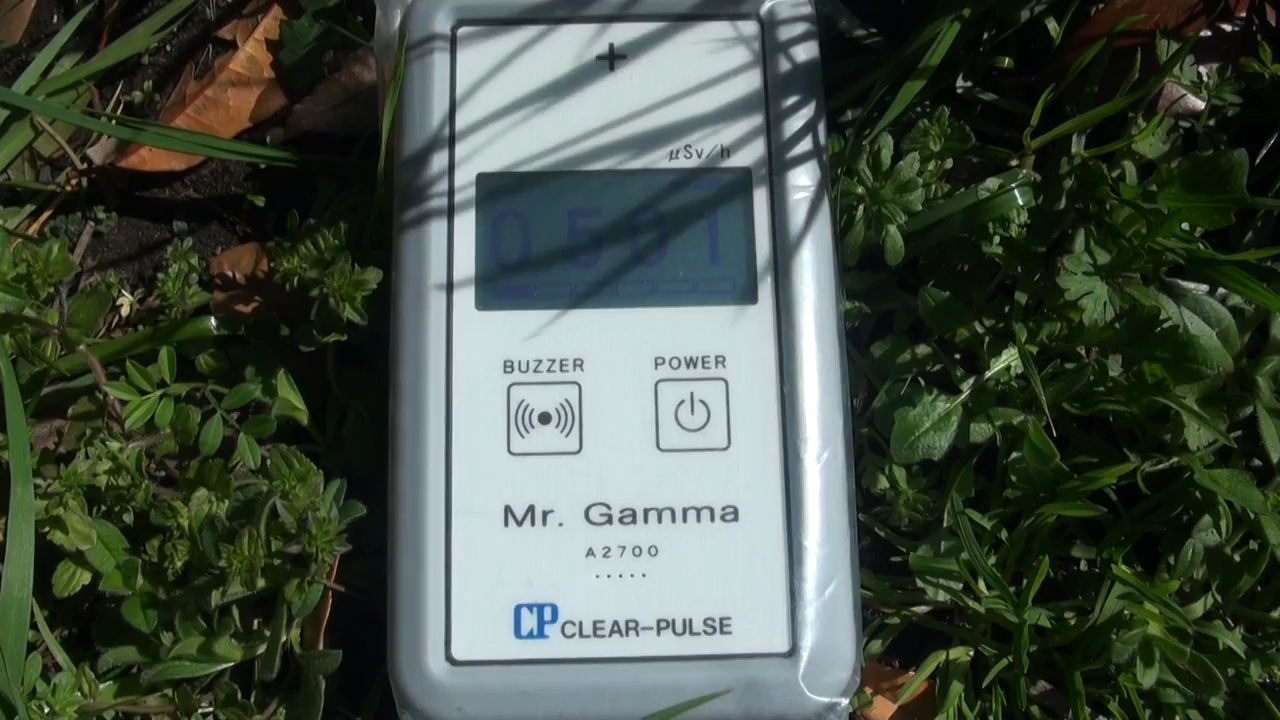 +
μSv/h
0.501
BUZZER
POWER
Mr. Gamma
A2700
CP CLEAR-PULSE